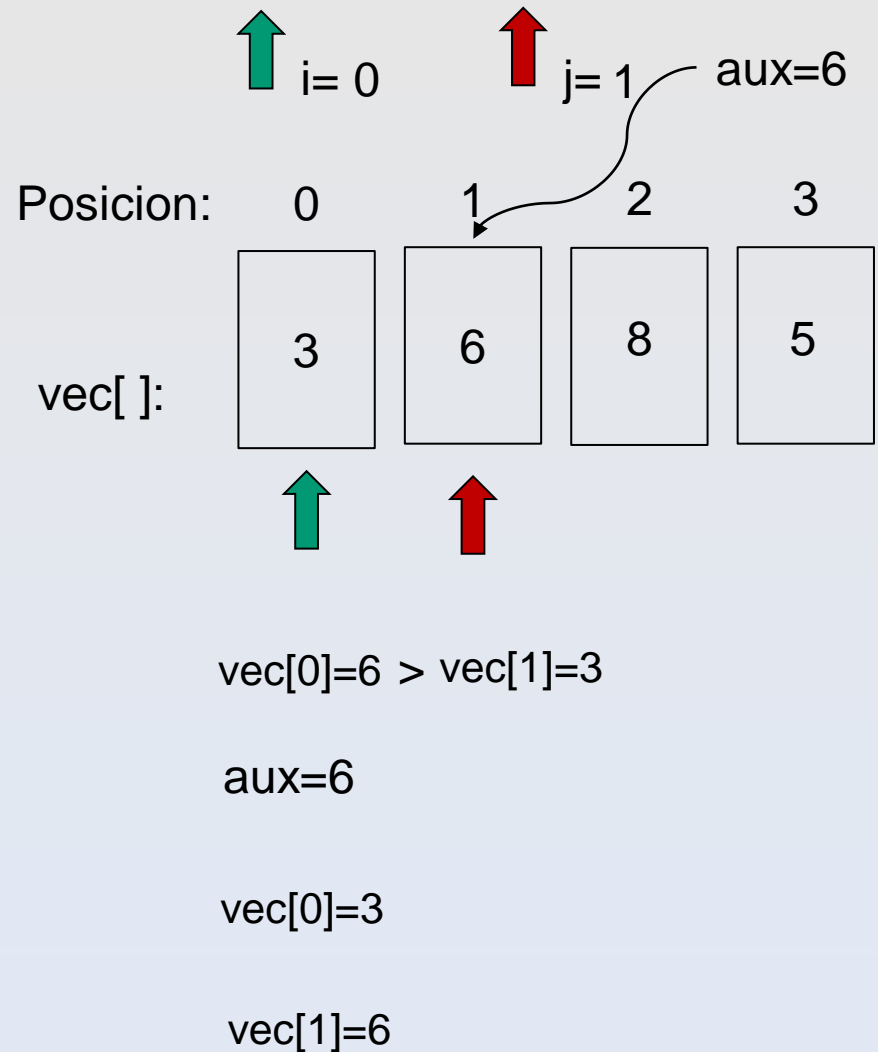 i= 0 j= 1 aux=6
Posicion: 0 1 2 3
vec[ ]: 3 6 8 5
vec[0]=6 > vec[1]=3
aux=6
vec[0]=3
vec[1]=6